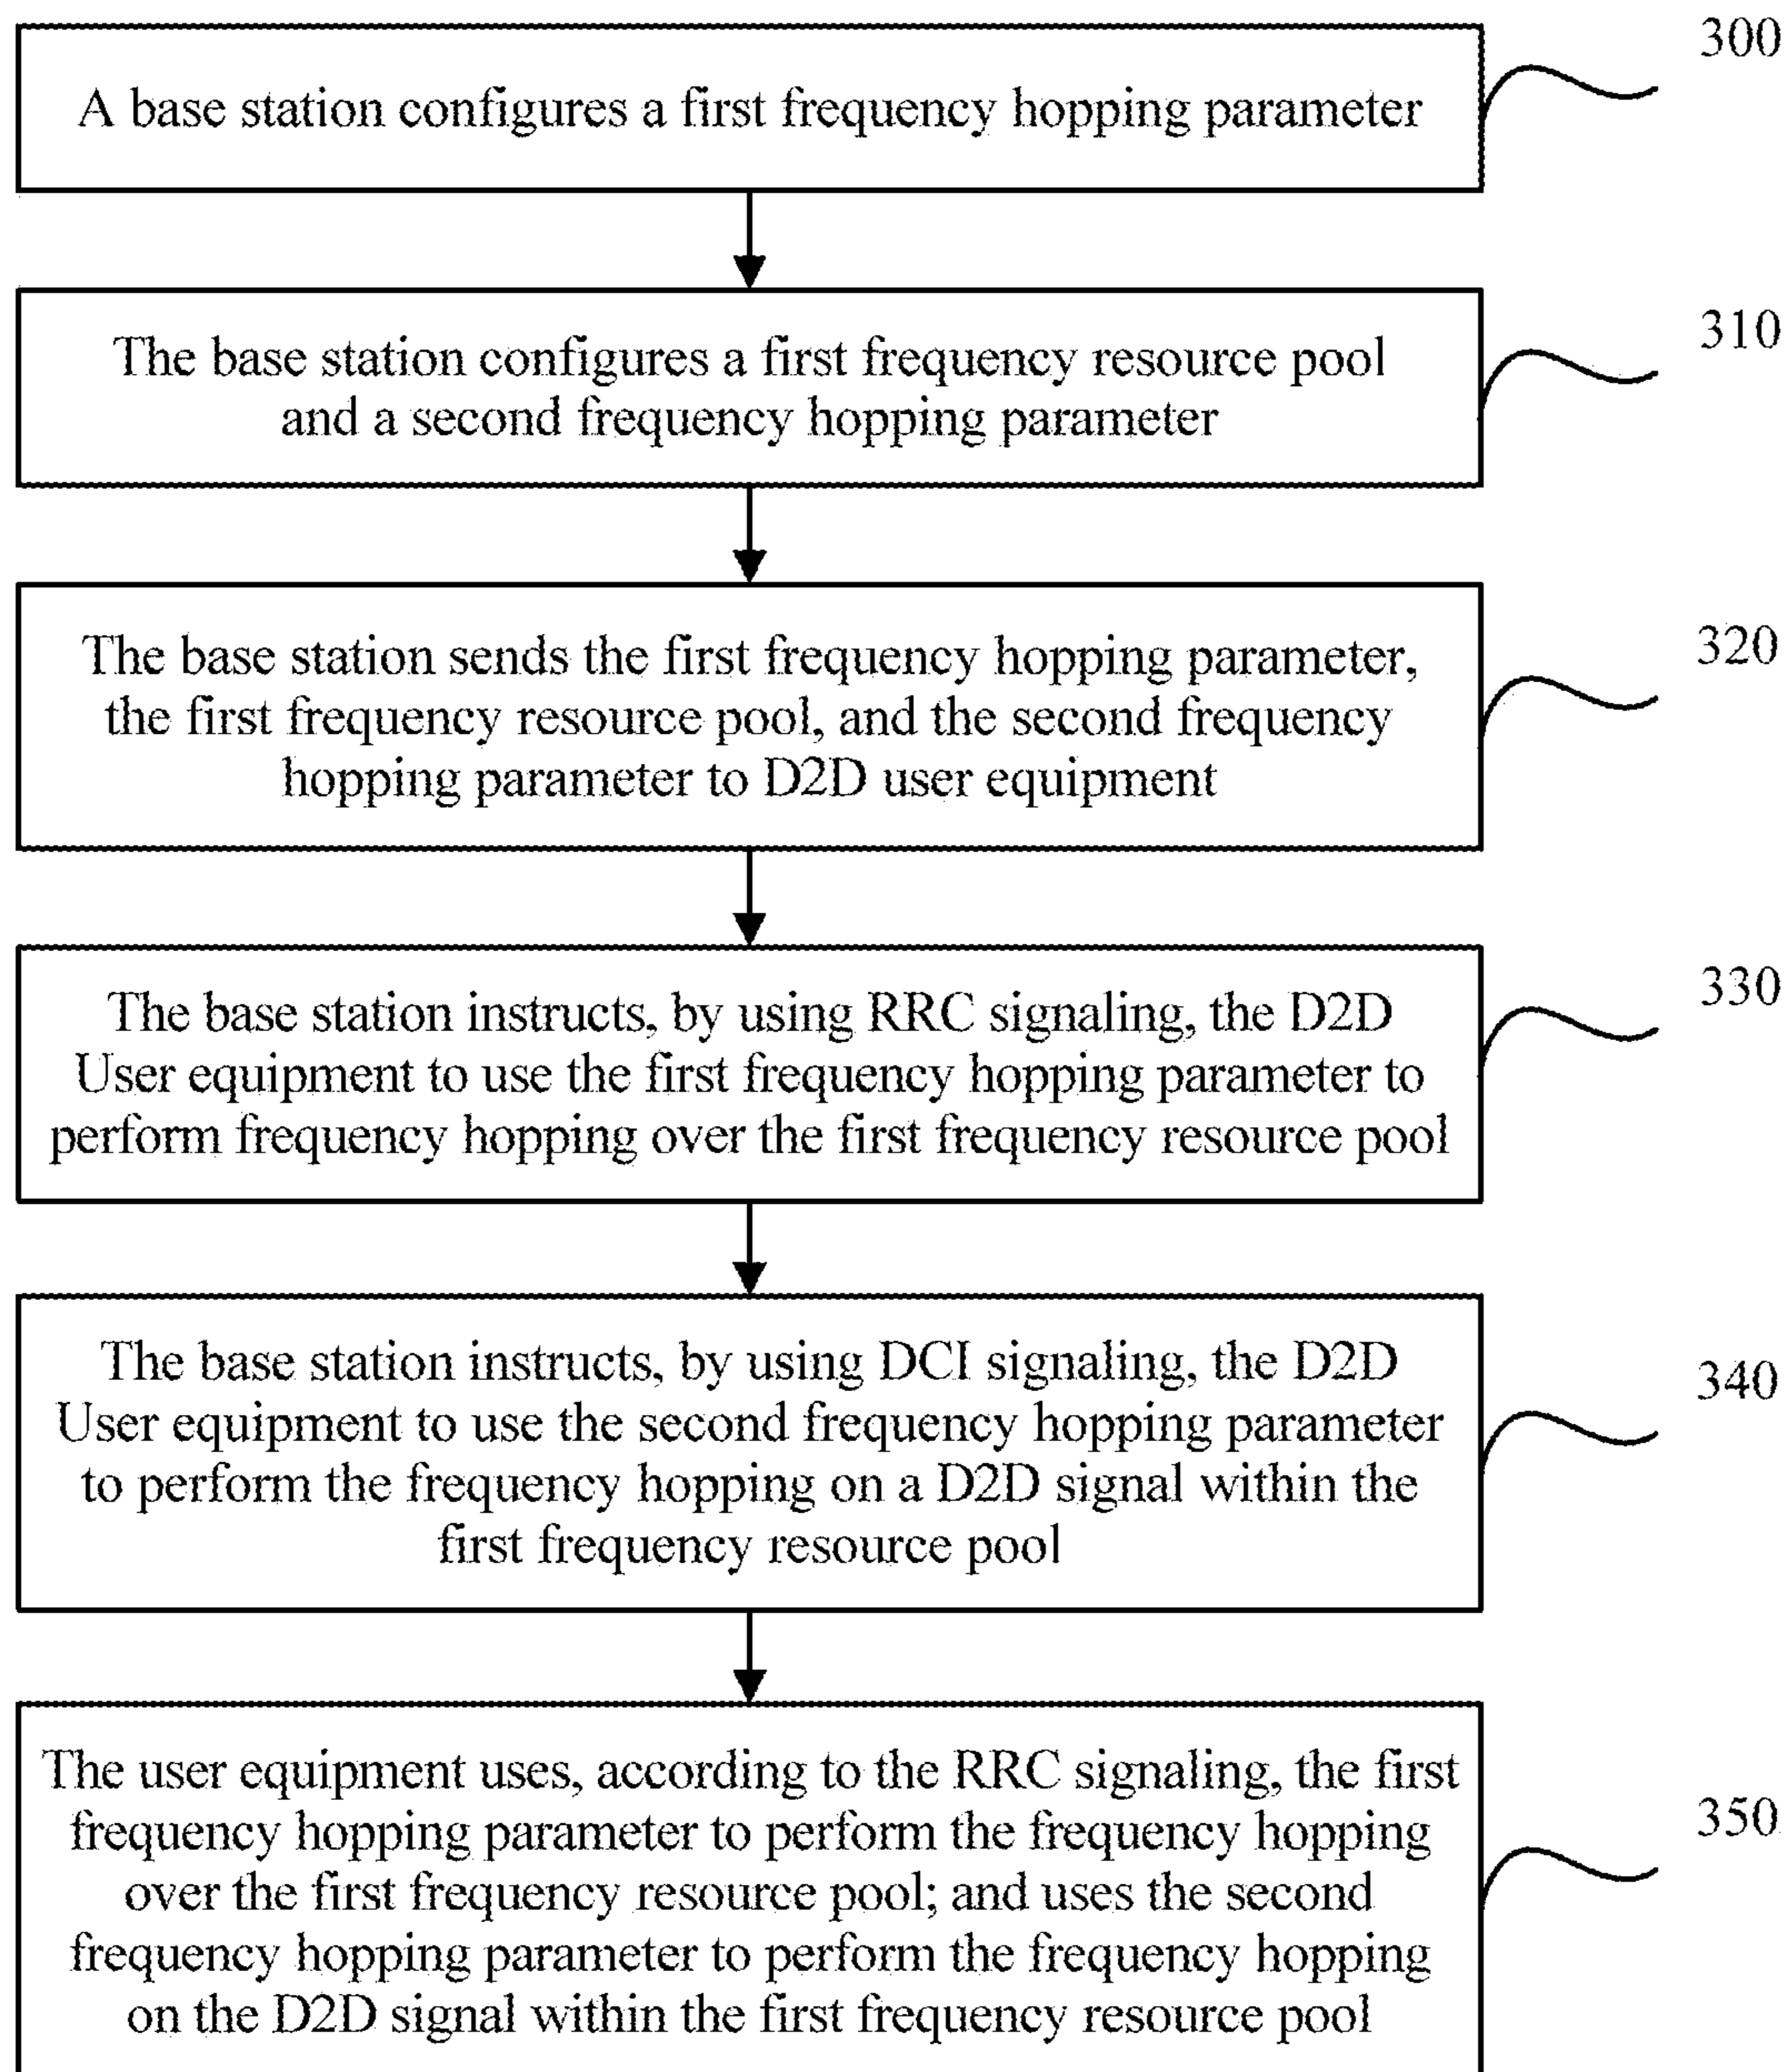 300
A base station configures a first frequency hopping parameter
310
The base station configures a first frequency resource pool
and a second frequency hopping parameter
320
The base station sends the first frequency hopping parameter,
the first frequency resource pool, and the second frequency
hopping parameter to D2D user equipment
330
The base station instructs, by using RRC signaling, the D2D
User equipment to use the first frequency hopping parameter to
perform frequency hopping over the first frequency resource pool
340
The base station instructs, by using DCI signaling, the D2D
User equipment to use the second frequency hopping parameter
to perform the frequency hopping on a D2D signal within the
first frequency resource pool
350
The user equipment uses, according to the RRC signaling, the first
frequency hopping parameter to perform the frequency hopping
over the first frequency resource pool; and uses the second
frequency hopping parameter to perform the frequency hopping
on the D2D signal within the first frequency resource pool